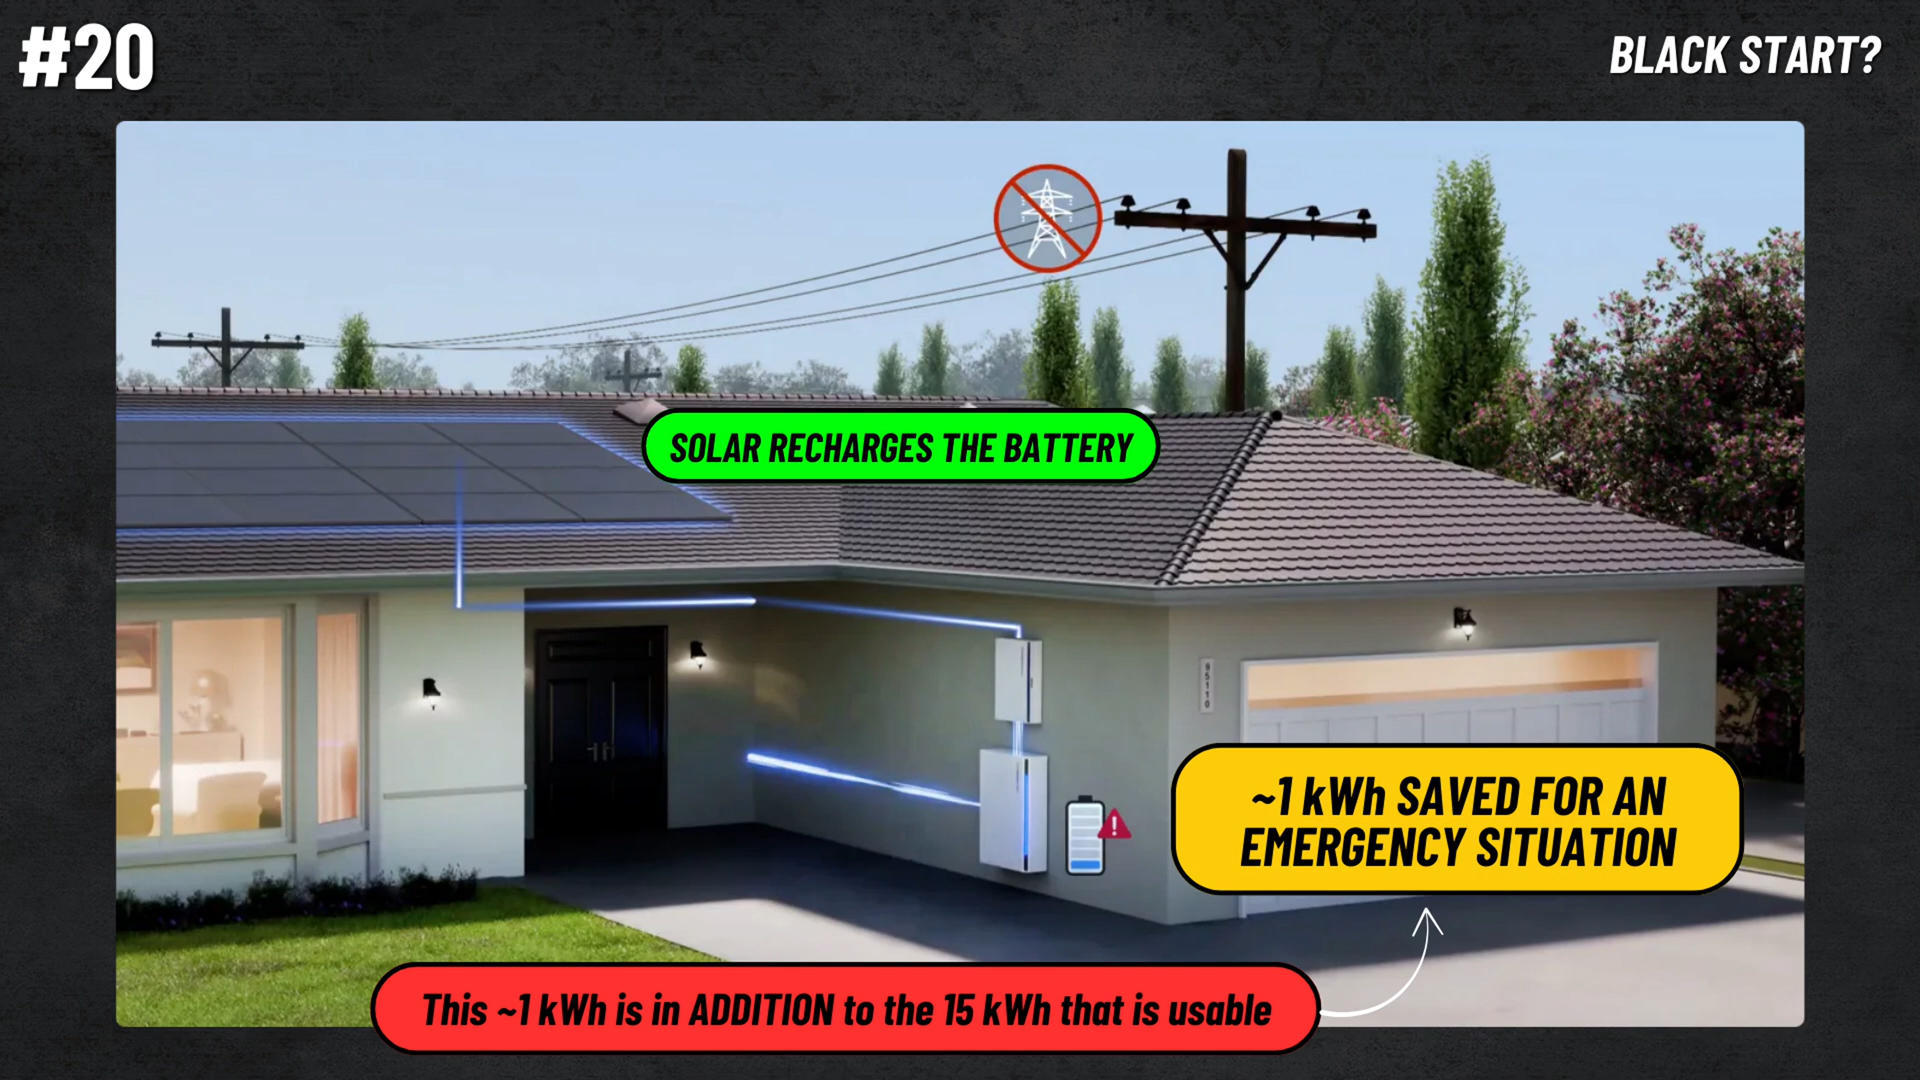 #20
BLACK START?
SOLAR RECHARGES THE BATTERY
95110
~1 kWh SAVED FOR AN
EMERGENCY SITUATION
This ~1 kWh is in ADDITION to the 15 kWh that is usable